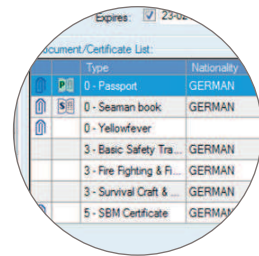 Expires: 23-02
Document/Certificate List:
Type Nationality
P 0 - Passport GERMAN
S 0 - Seaman book GERMAN
0 - Yellowfever
3 - Basic Safety Tra... GERMAN
3 - Fire Fighting & Fi... GERMAN
3 - Survival Craft & ... GERMAN
5 - SBM Certificate GERMAN